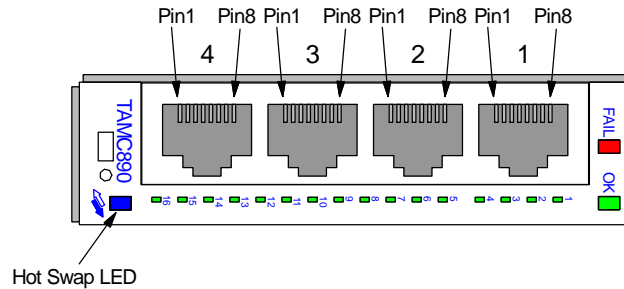 Pin1 Pin8 Pin1 Pin8 Pin1 Pin8 Pin1 Pin8
4 3 2 1
TAMC890
FAIL
OK
16 15 14 13 12 11 10 9 8 7 6 5 4 3 2 1
Hot Swap LED